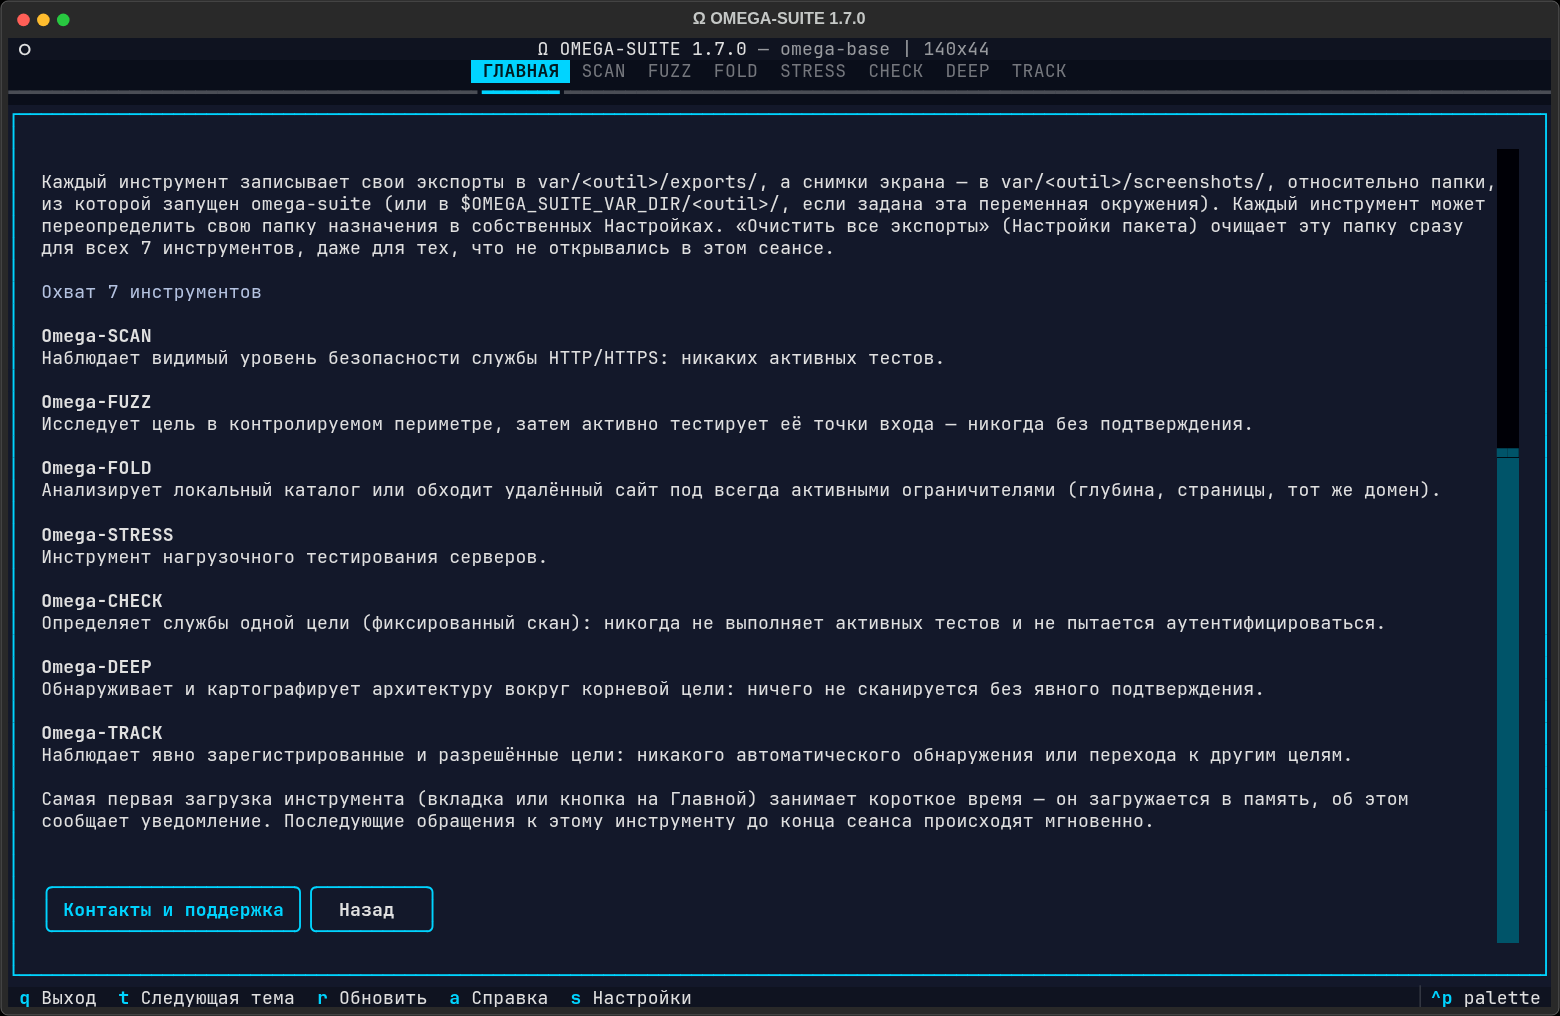 Ω OMEGA-SUITE 1.7.0
Ω OMEGA-SUITE 1.7.0 — omega-base | 140x44
ГЛАВНАЯ SCAN FUZZ FOLD STRESS CHECK DEEP TRACK
Каждый инструмент записывает свои экспорты в var/<outil>/exports/, а снимки экрана — в var/<outil>/screenshots/, относительно папки,
из которой запущен omega-suite (или в $OMEGA_SUITE_VAR_DIR/<outil>/, если задана эта переменная окружения). Каждый инструмент может
переопределить свою папку назначения в собственных Настройках. «Очистить все экспорты» (Настройки пакета) очищает эту папку сразу
для всех 7 инструментов, даже для тех, что не открывались в этом сеансе.
Охват 7 инструментов
Omega-SCAN
Наблюдает видимый уровень безопасности службы HTTP/HTTPS: никаких активных тестов.
Omega-FUZZ
Исследует цель в контролируемом периметре, затем активно тестирует её точки входа — никогда без подтверждения.
Omega-FOLD
Анализирует локальный каталог или обходит удалённый сайт под всегда активными ограничителями (глубина, страницы, тот же домен).
Omega-STRESS
Инструмент нагрузочного тестирования серверов.
Omega-CHECK
Определяет службы одной цели (фиксированный скан): никогда не выполняет активных тестов и не пытается аутентифицироваться.
Omega-DEEP
Обнаруживает и картографирует архитектуру вокруг корневой цели: ничего не сканируется без явного подтверждения.
Omega-TRACK
Наблюдает явно зарегистрированные и разрешённые цели: никакого автоматического обнаружения или перехода к другим целям.
Самая первая загрузка инструмента (вкладка или кнопка на Главной) занимает короткое время — он загружается в память, об этом
сообщает уведомление. Последующие обращения к этому инструменту до конца сеанса происходят мгновенно.
Контакты и поддержка Назад
q Выход t Следующая тема r Обновить a Справка s Настройки ^p palette